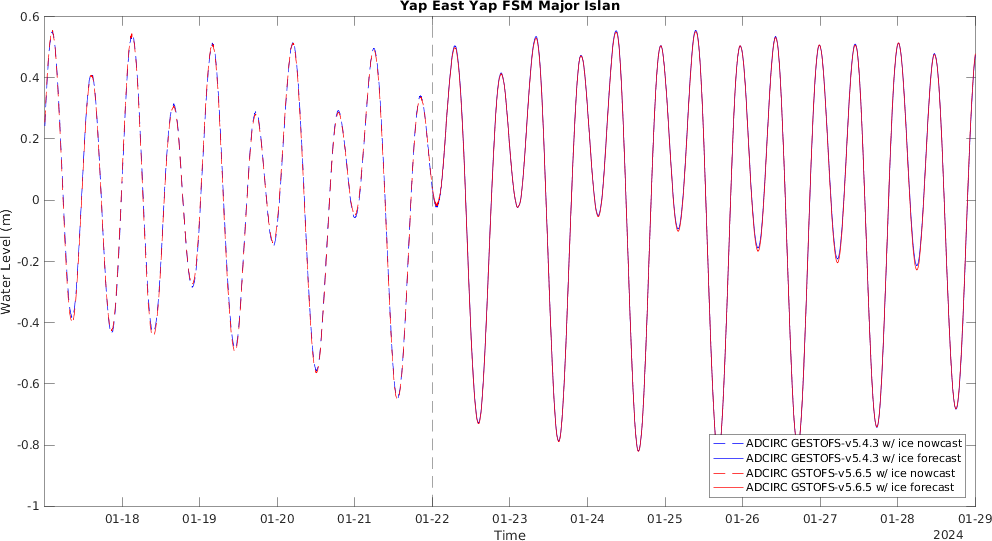 Yap East Yap FSM Major Islan
0.6
0.4
0.2
0
-0.2
-0.4
-0.6
-0.8
-1
Water Level (m)
ADCIRC GESTOFS-v5.4.3 w/ ice nowcast
ADCIRC GESTOFS-v5.4.3 w/ ice forecast
ADCIRC GSTOFS-v5.6.5 w/ ice nowcast
ADCIRC GSTOFS-v5.6.5 w/ ice forecast
01-18 01-19 01-20 01-21 01-22 01-23 01-24 01-25 01-26 01-27 01-28 01-29
Time
2024